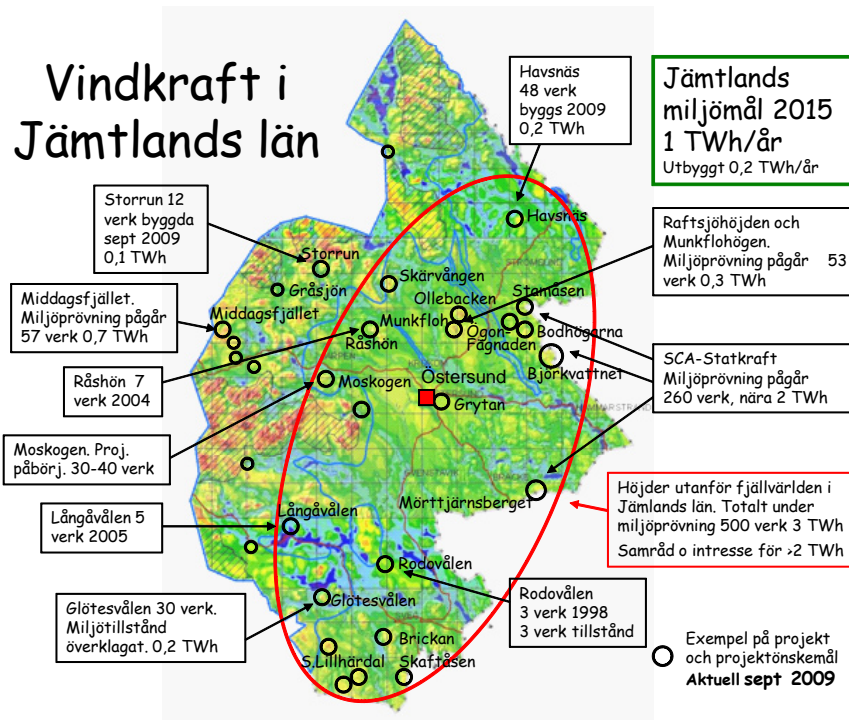 Vindkraft i
Jämtlands län
Havsnäs
48 verk
byggs 2009
0,2 TWh
Jämtlands
miljömål 2015
1 TWh/år
Utbyggt 0,2 TWh/år
Storrun 12
verk byggda
sept 2009
0,1 TWh
Raftsjöhöjden och
Munkflohögen.
Miljöprövning pågår 53
verk 0,3 TWh
Middagsfjället.
Miljöprövning pågår
57 verk 0,7 TWh
SCA-Statkraft
Miljöprövning pågår
260 verk, nära 2 TWh
Råshön 7
verk 2004
Moskogen. Proj.
påbörj. 30-40 verk
Långåvålen 5
verk 2005
Höjder utanför fjällvärlden i
Jämlands län. Totalt under
miljöprövning 500 verk 3 TWh
Samråd o intresse för >2 TWh
Glötesvålen 30 verk.
Miljötillstånd
överklagat. 0,2 TWh
Rodovålen
3 verk 1998
3 verk tillstånd
Exempel på projekt
och projektönskemål
Aktuell sept 2009
Havsnäs
Storrun
Skärvången
Gråsjön
Ollebacken
Stamåsen
Middagsfjället
Munkfloh
Ögon-
Fägnaden
Bodhögarna
Råshön
Björkvattnet
Moskogen
Östersund
Grytan
Mörttjärnsberget
Långåvålen
Rodovålen
Glötesvålen
Brickan
S.Lillhärdal
Skaftåsen
STRÖMSUND
HAMMARSTRAND
SVENSTAVIK